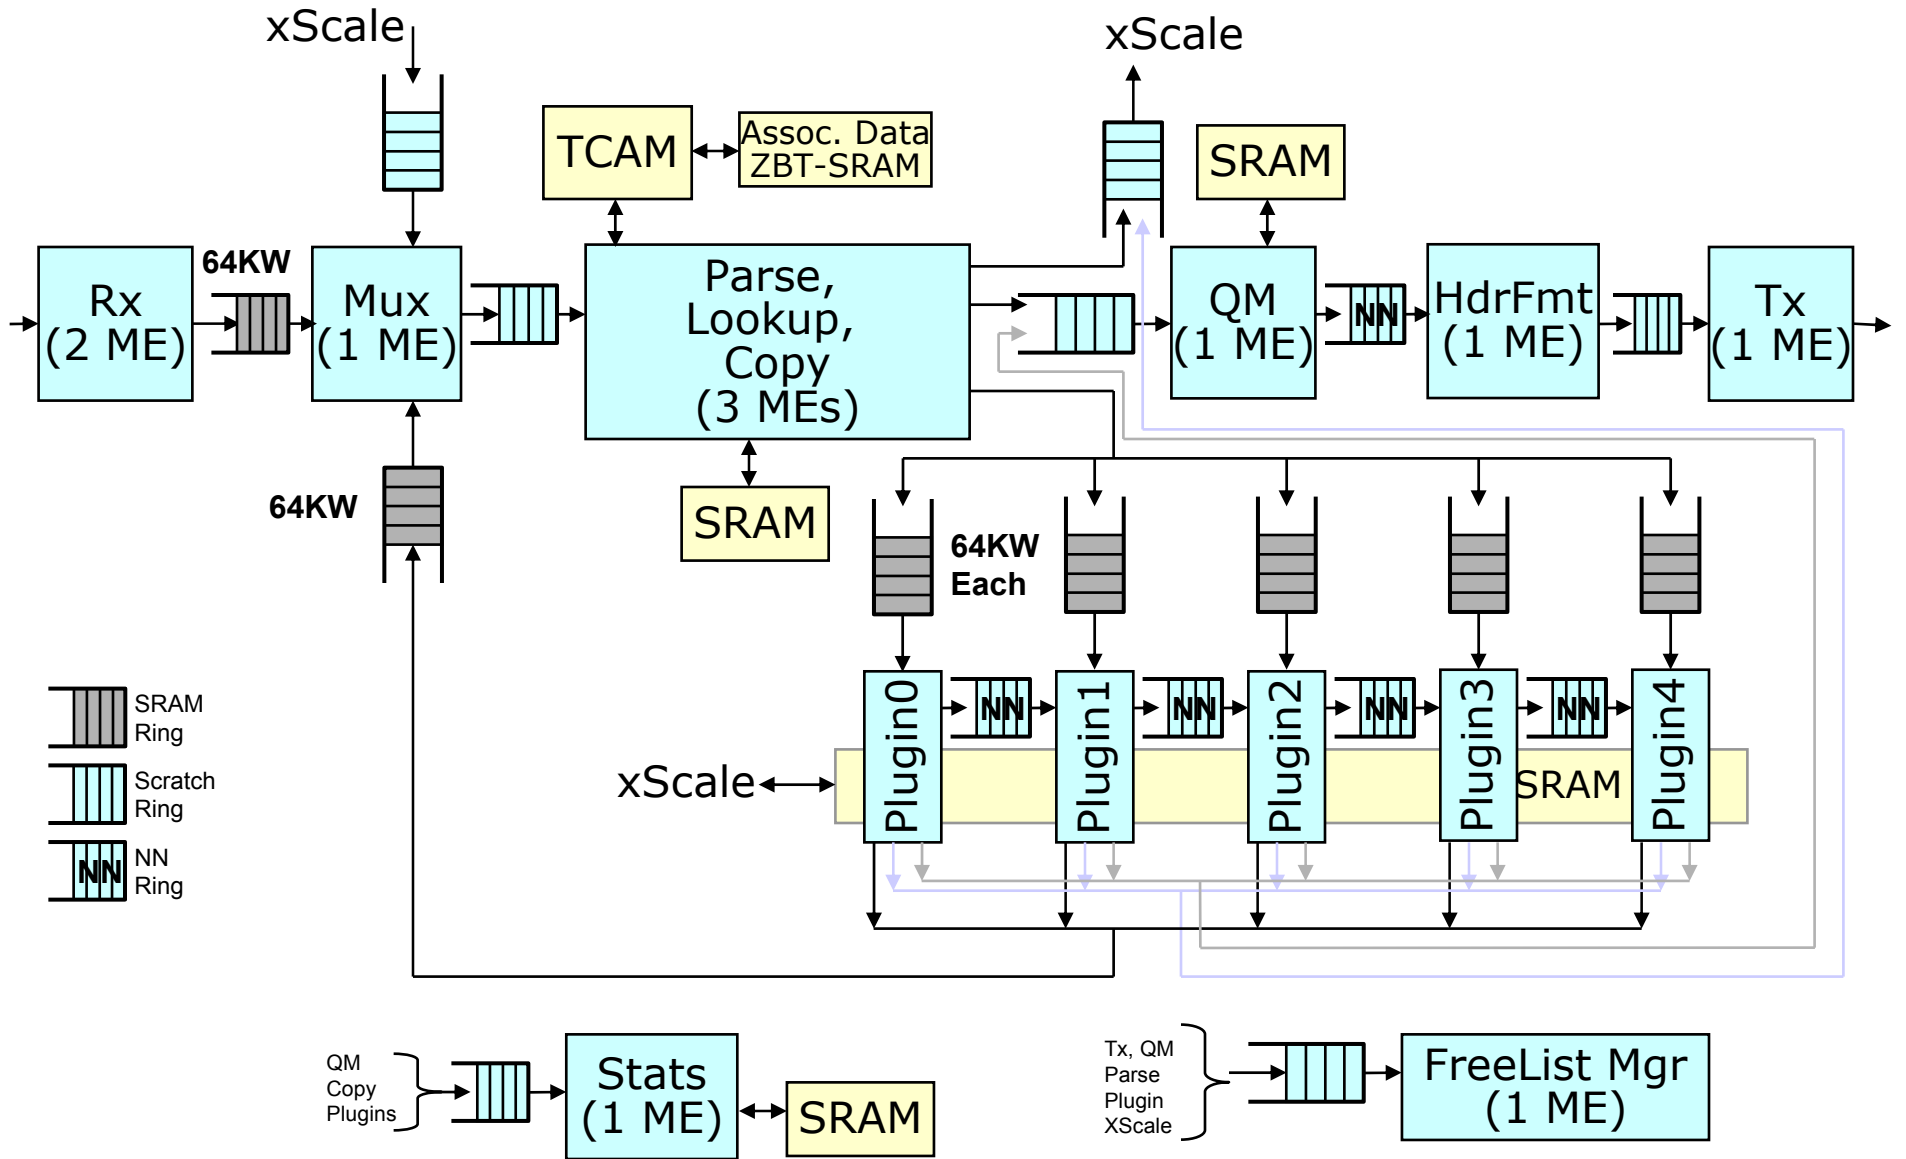 xScale
xScale
TCAM
Assoc. Data
ZBT-SRAM
SRAM
64KW
Rx
(2 ME)
Mux
(1 ME)
Parse,
Lookup,
Copy
(3 MEs)
QM
(1 ME)
NN
HdrFmt
(1 ME)
Tx
(1 ME)
64KW
SRAM
64KW
Each
SRAM
Ring
Scratch
Ring
NN
NN
Ring
Plugin0
NN
Plugin1
NN
Plugin2
NN
Plugin3
NN
Plugin4
xScale
SRAM
QM
Copy
Plugins
Stats
(1 ME)
SRAM
Tx, QM
Parse
Plugin
XScale
FreeList Mgr
(1 ME)